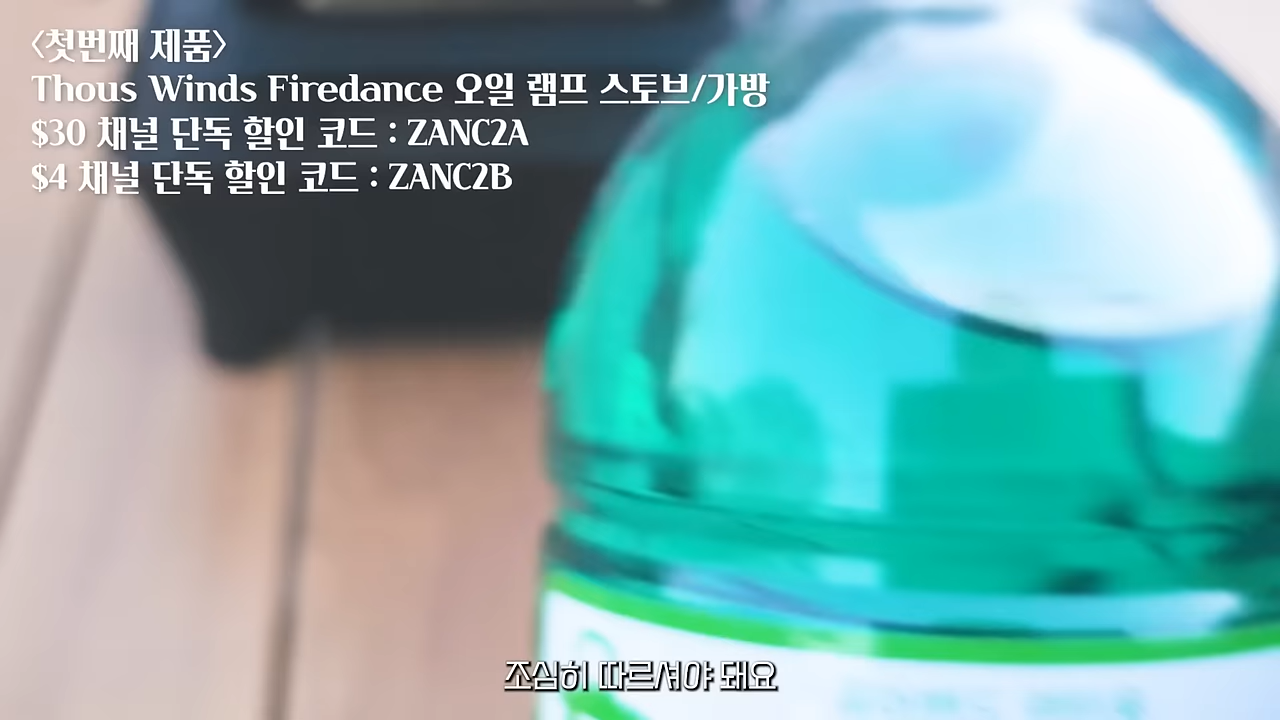 <첫번째 제품>
Thous Winds Firedance 오일 램프 스토브/가방
$30 채널 단독 할인 코드 : ZANC2A
$4 채널 단독 할인 코드 : ZANC2B
조심히 따르셔야 돼요